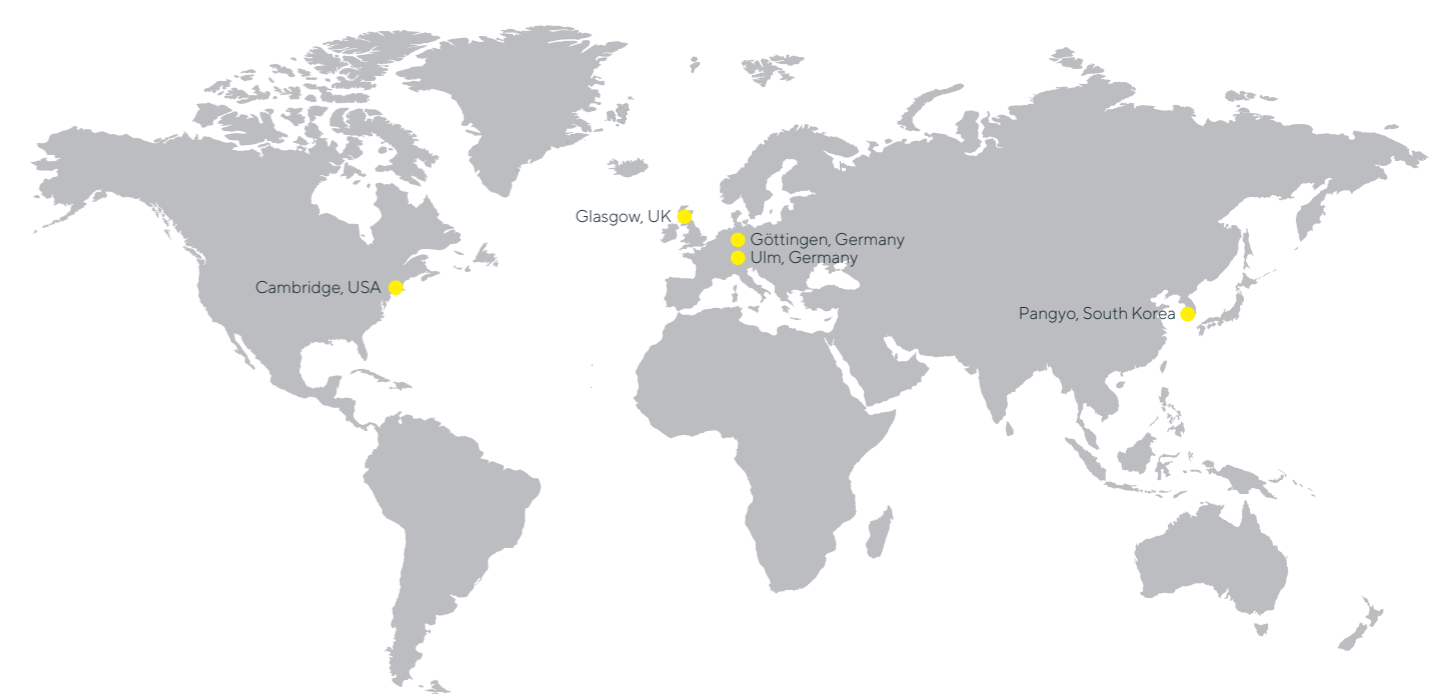 Glasgow, UK
Göttingen, Germany
Ulm, Germany
Cambridge, USA
Pangyo, South Korea